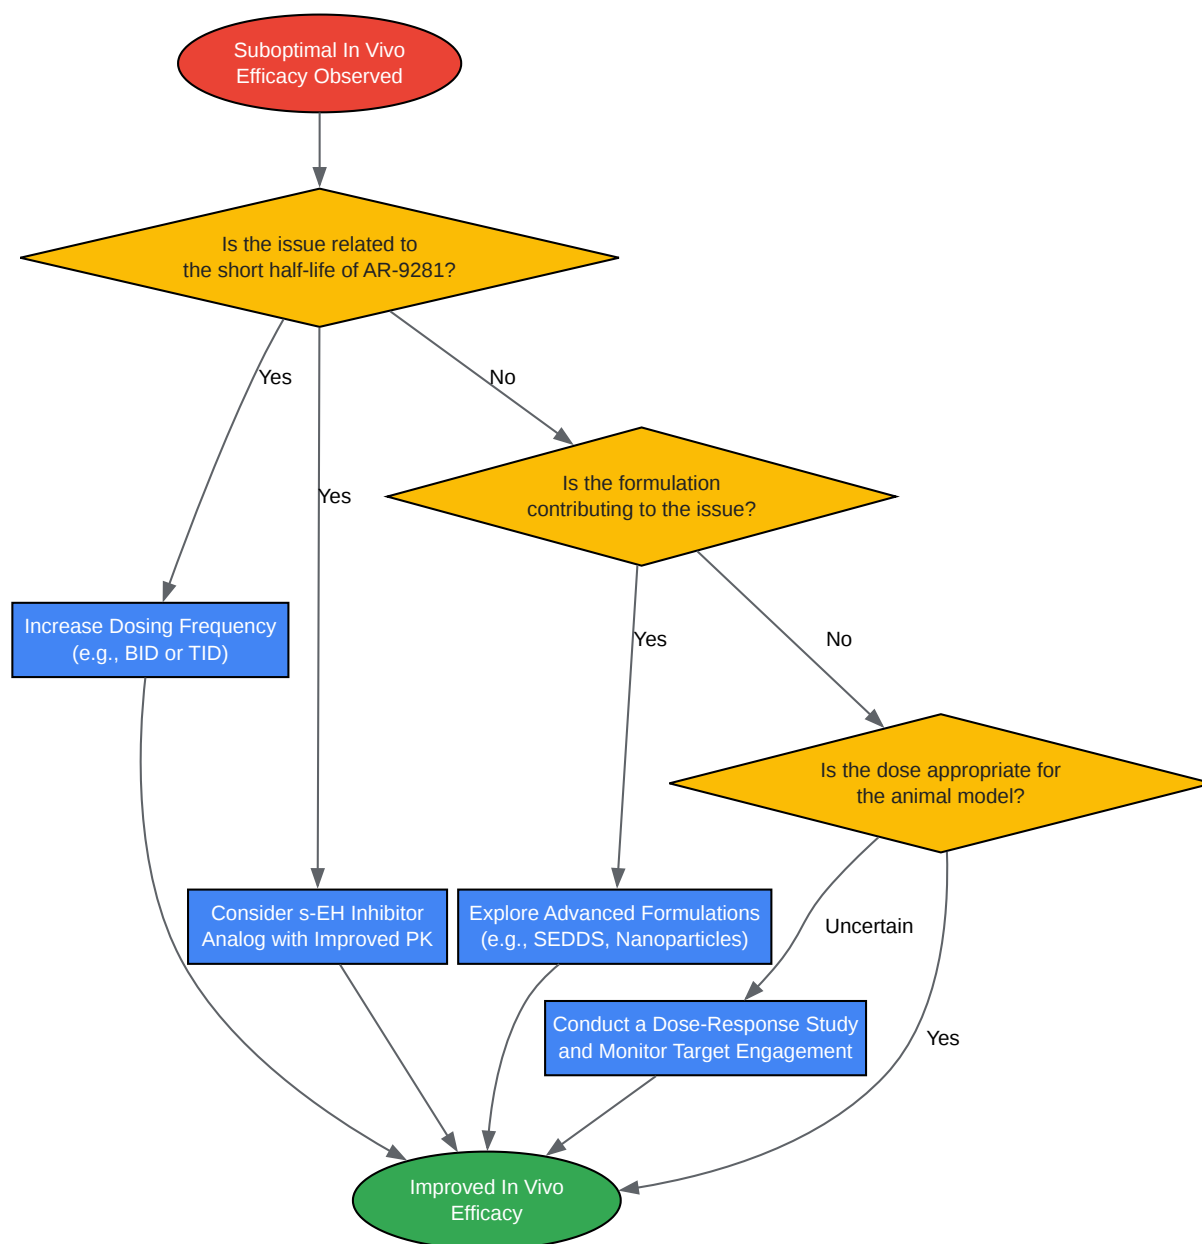 Suboptimal In Vivo
Efficacy Observed
Is the issue related to
the short half-life of AR-9281?
Yes
No
Yes
Is the formulation
contributing to the issue?
Increase Dosing Frequency
(e.g., BID or TID)
Yes
No
Is the dose appropriate for
the animal model?
Consider s-EH Inhibitor
Analog with Improved PK
Explore Advanced Formulations
(e.g., SEDDS, Nanoparticles)
Uncertain
Conduct a Dose-Response Study
and Monitor Target Engagement
Yes
Improved In Vivo
Efficacy